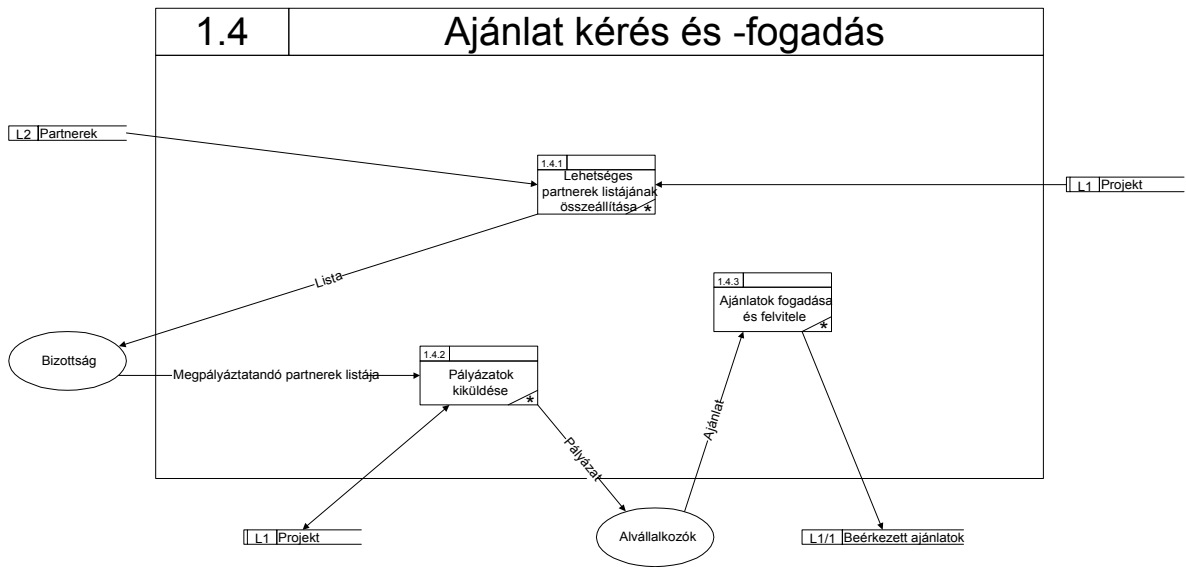 1.4 Ajánlat kérés és -fogadás
L2 Partnerek
1.4.1
Lehetséges
partnerek listájának
összeállítása
*
L1 Projekt
Lista
1.4.3
Ajánlatok fogadása
és felvitele
*
Bizottság
Megpályáztatandó partnerek listája
1.4.2
Pályázatok
kiküldése
*
Ajánlat
Pályázat
L1 Projekt
Alvállalkozók
L1/1 Beérkezett ajánlatok